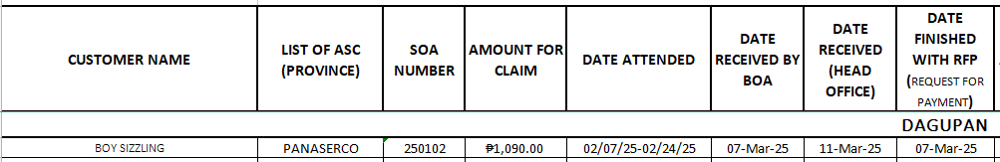 CUSTOMER NAME
LIST OF ASC
(PROVINCE)
SOA
NUMBER
AMOUNT FOR
CLAIM
DATE ATTENDED
DATE
RECEIVED BY
BOA
DATE
RECEIVED
(HEAD
OFFICE)
DATE
FINISHED
WITH RFP
(REQUEST FOR
PAYMENT)
DAGUPAN
BOY SIZZLING PANASERCO 250102 ₱1,090.00 02/07/25-02/24/25 07-Mar-25 11-Mar-25 07-Mar-25